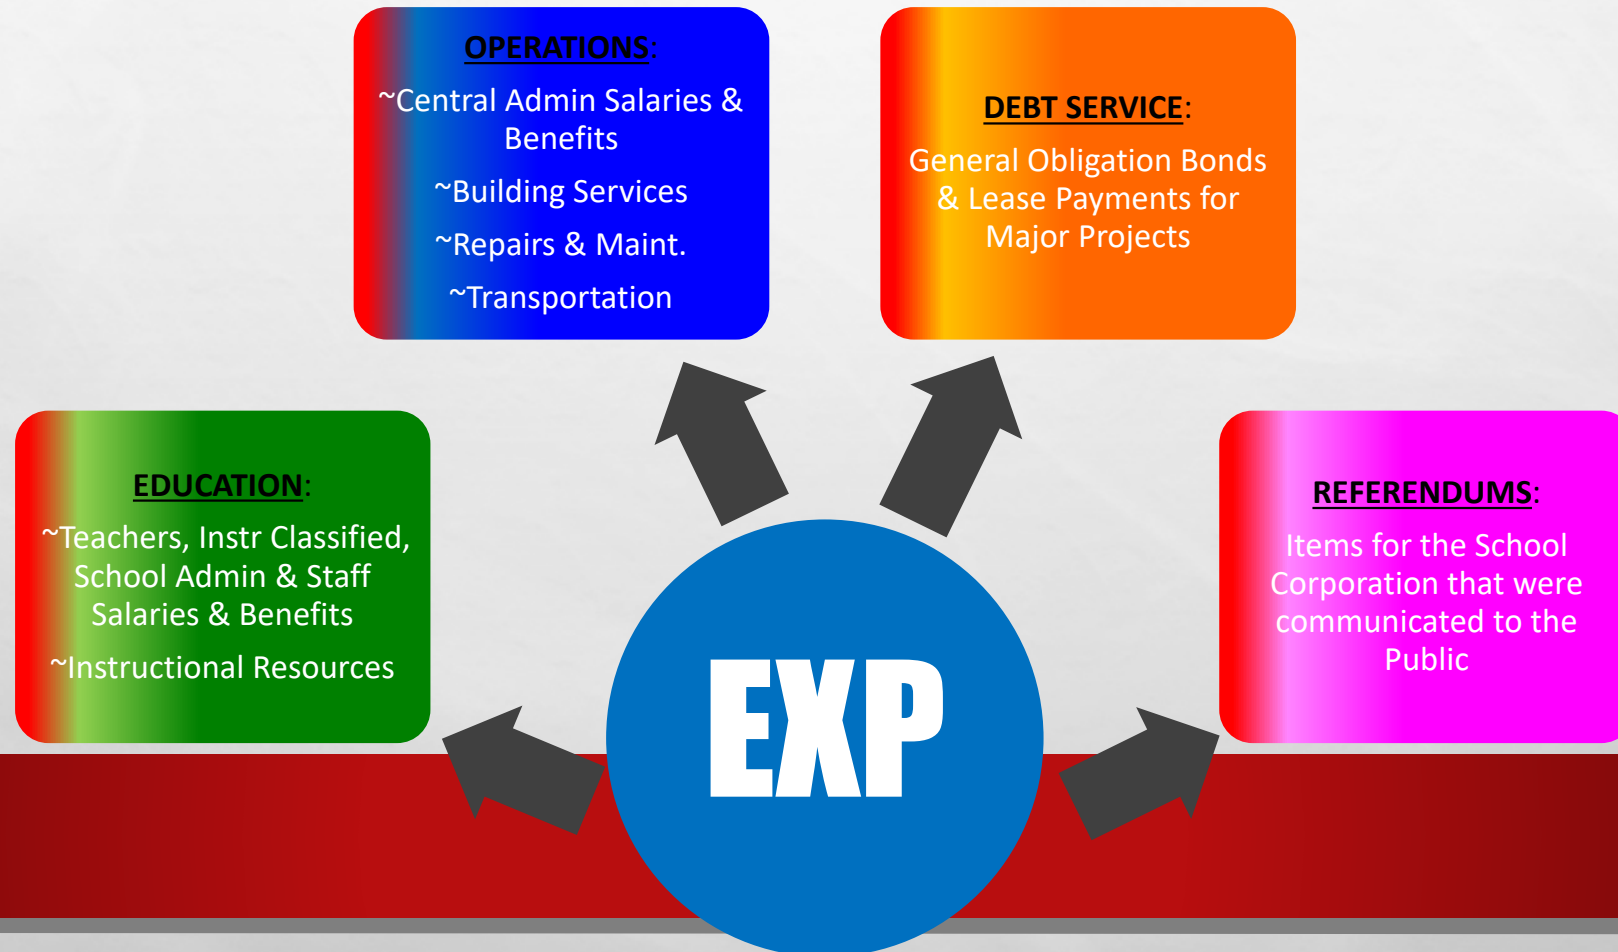 OPERATIONS:
~Central Admin Salaries &
Benefits
~Building Services
~Repairs & Maint.
~Transportation
DEBT SERVICE:
General Obligation Bonds
& Lease Payments for
Major Projects
EDUCATION:
~Teachers, Instr Classified,
School Admin & Staff
Salaries & Benefits
~Instructional Resources
REFERENDUMS:
Items for the School
Corporation that were
communicated to the
Public
EXP